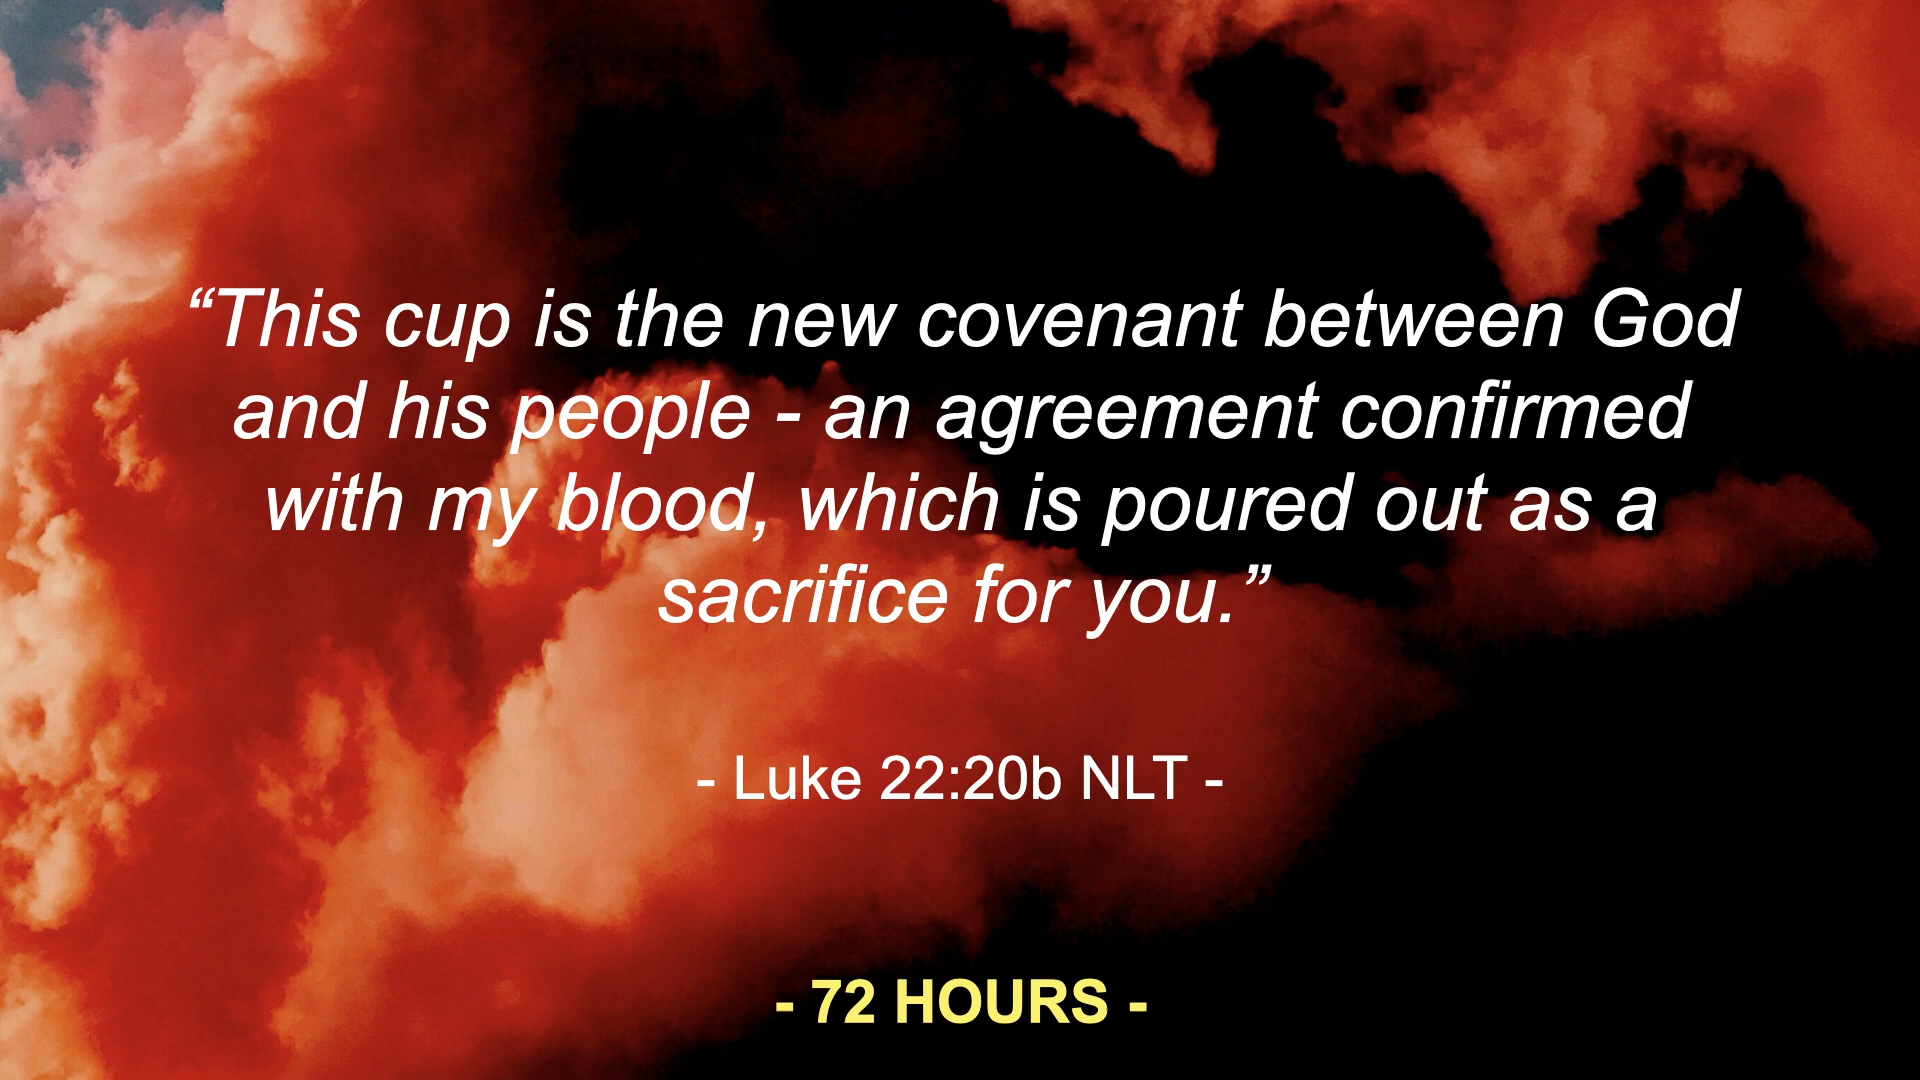 “This cup is the new covenant between God
and his people - an agreement confirmed
with my blood, which is poured out as a
sacrifice for you.”
- Luke 22:20b NLT -
- 72 HOURS -